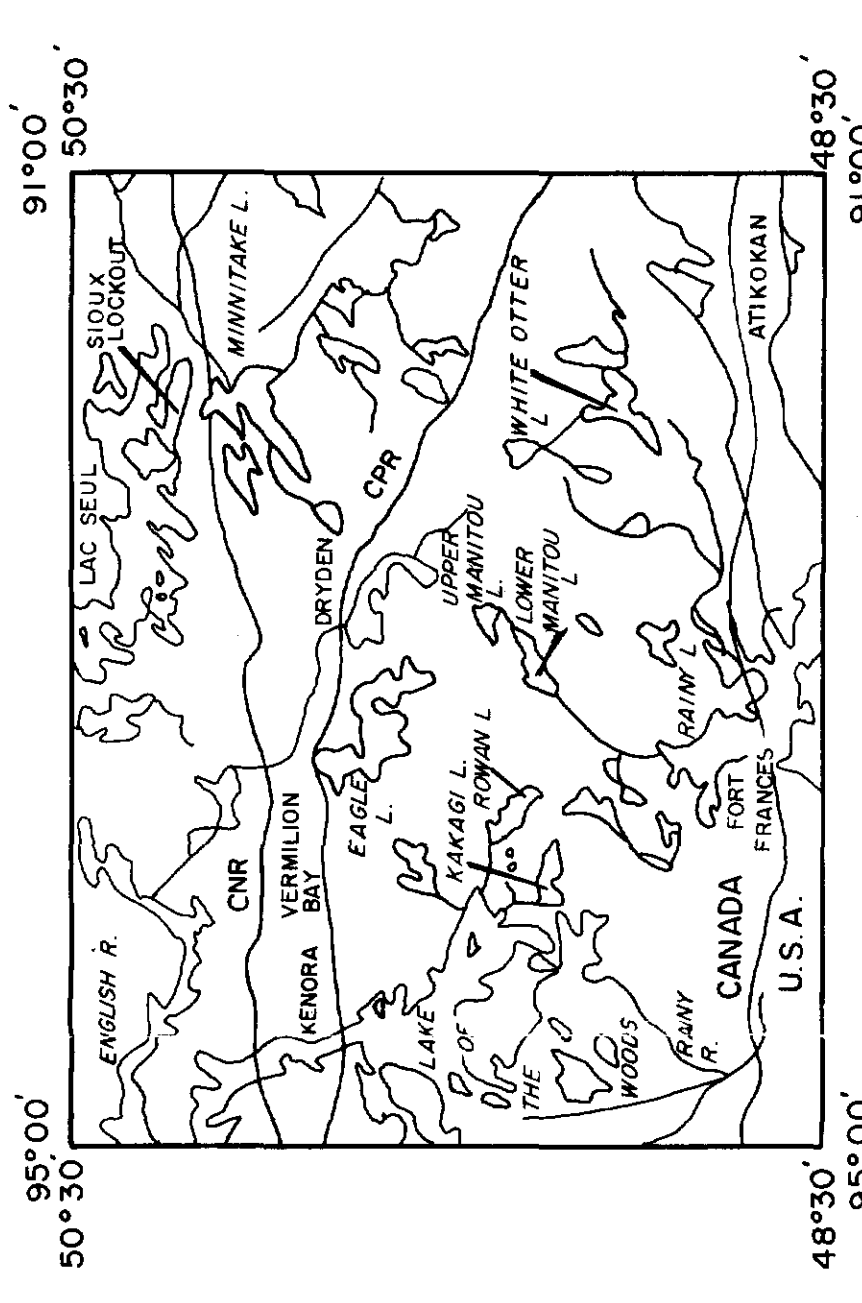 95°00'
50°30'
91°00'
50°30'
ENGLISH R.
LAC SEUL
SIOUX
LOCKOUT
MINNITAKE L.
CNR
VERMILION
BAY
KENORA
DRYDEN
CPR
EAGLE
L.
UPPER
MANITOU
L.
LOWER
MANITOU
L
WHITE OTTER
L
KAKAGI L.
ROWAN L
LAKE
OF
THE
WOODS
RAINY
R.
RAINY L
FORT
FRANCES
CANADA
U.S.A.
ATIKOKAN
48°30'
95°00'
48°30'
91°00'